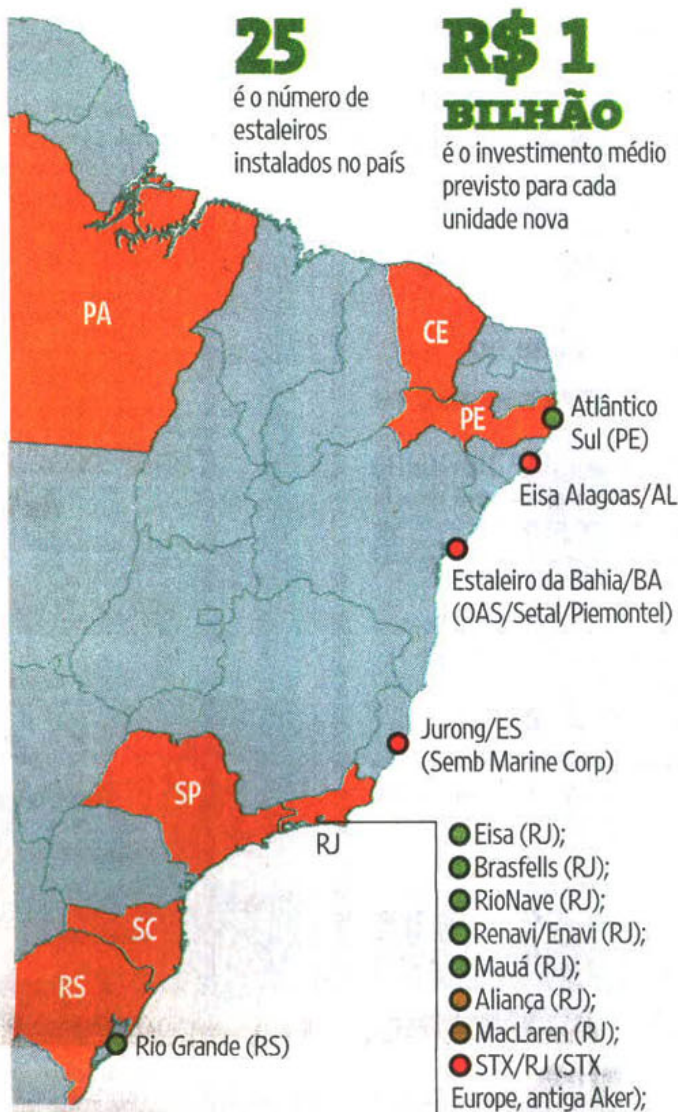 25
é o número de
estaleiros
instalados no país
R$ 1
BILHÃO
é o investimento médio
previsto para cada
unidade nova
PA
CE
PE
Atlântico
Sul (PE)
Eisa Alagoas/AL
Estaleiro da Bahia/BA
(OAS/Setal/Piemontel)
Jurong/ES
(Semb Marine Corp)
SP
RJ
SC
RS
Rio Grande (RS)
Eisa (RJ);
Brasfells (RJ);
RioNave (RJ);
Renavi/Enavi (RJ);
Mauá (RJ);
Aliança (RJ);
MacLaren (RJ);
STX/RJ (STX
Europe, antiga Aker);